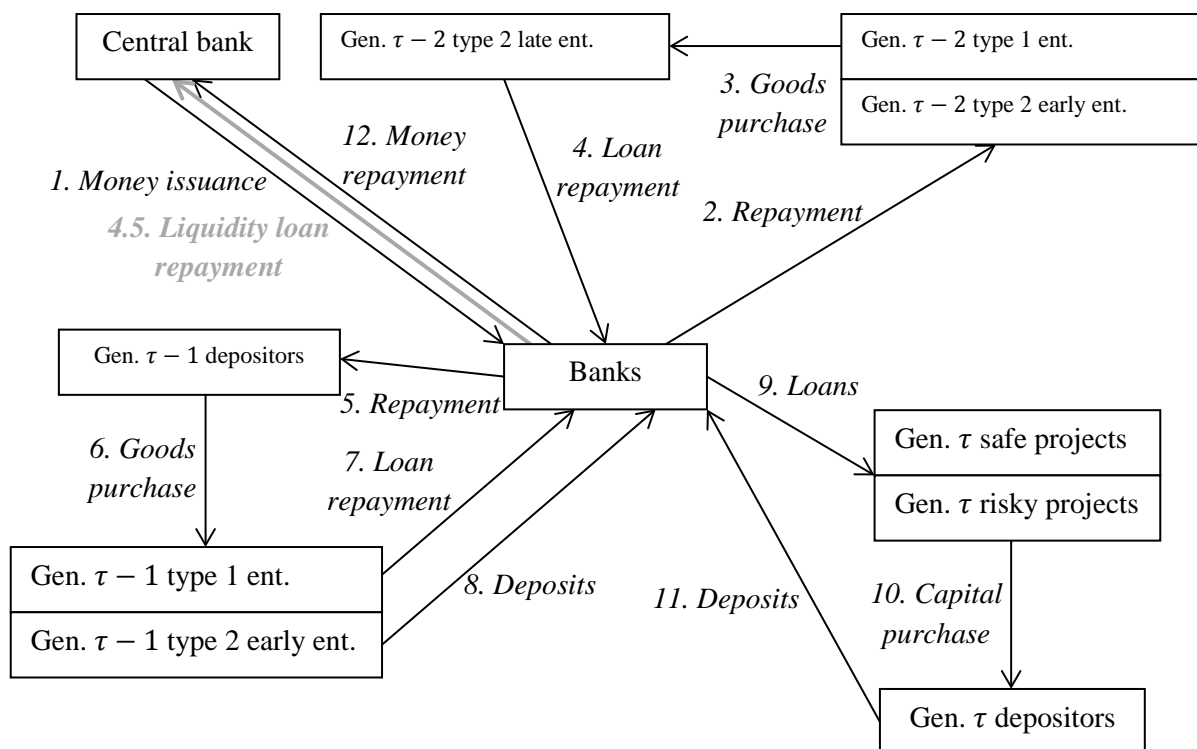 Central bank
Gen. τ − 2 type 2 late ent.
Gen. τ − 2 type 1 ent.
Gen. τ − 2 type 2 early ent.
3. Goods
purchase
12. Money
repayment
4. Loan
repayment
1. Money issuance
2. Repayment
4.5. Liquidity loan
repayment
Gen. τ − 1 depositors
Banks
5. Repayment
9. Loans
6. Goods
purchase
7. Loan
repayment
Gen. τ safe projects
Gen. τ risky projects
Gen. τ − 1 type 1 ent.
Gen. τ − 1 type 2 early ent.
8. Deposits
11. Deposits
10. Capital
purchase
Gen. τ depositors